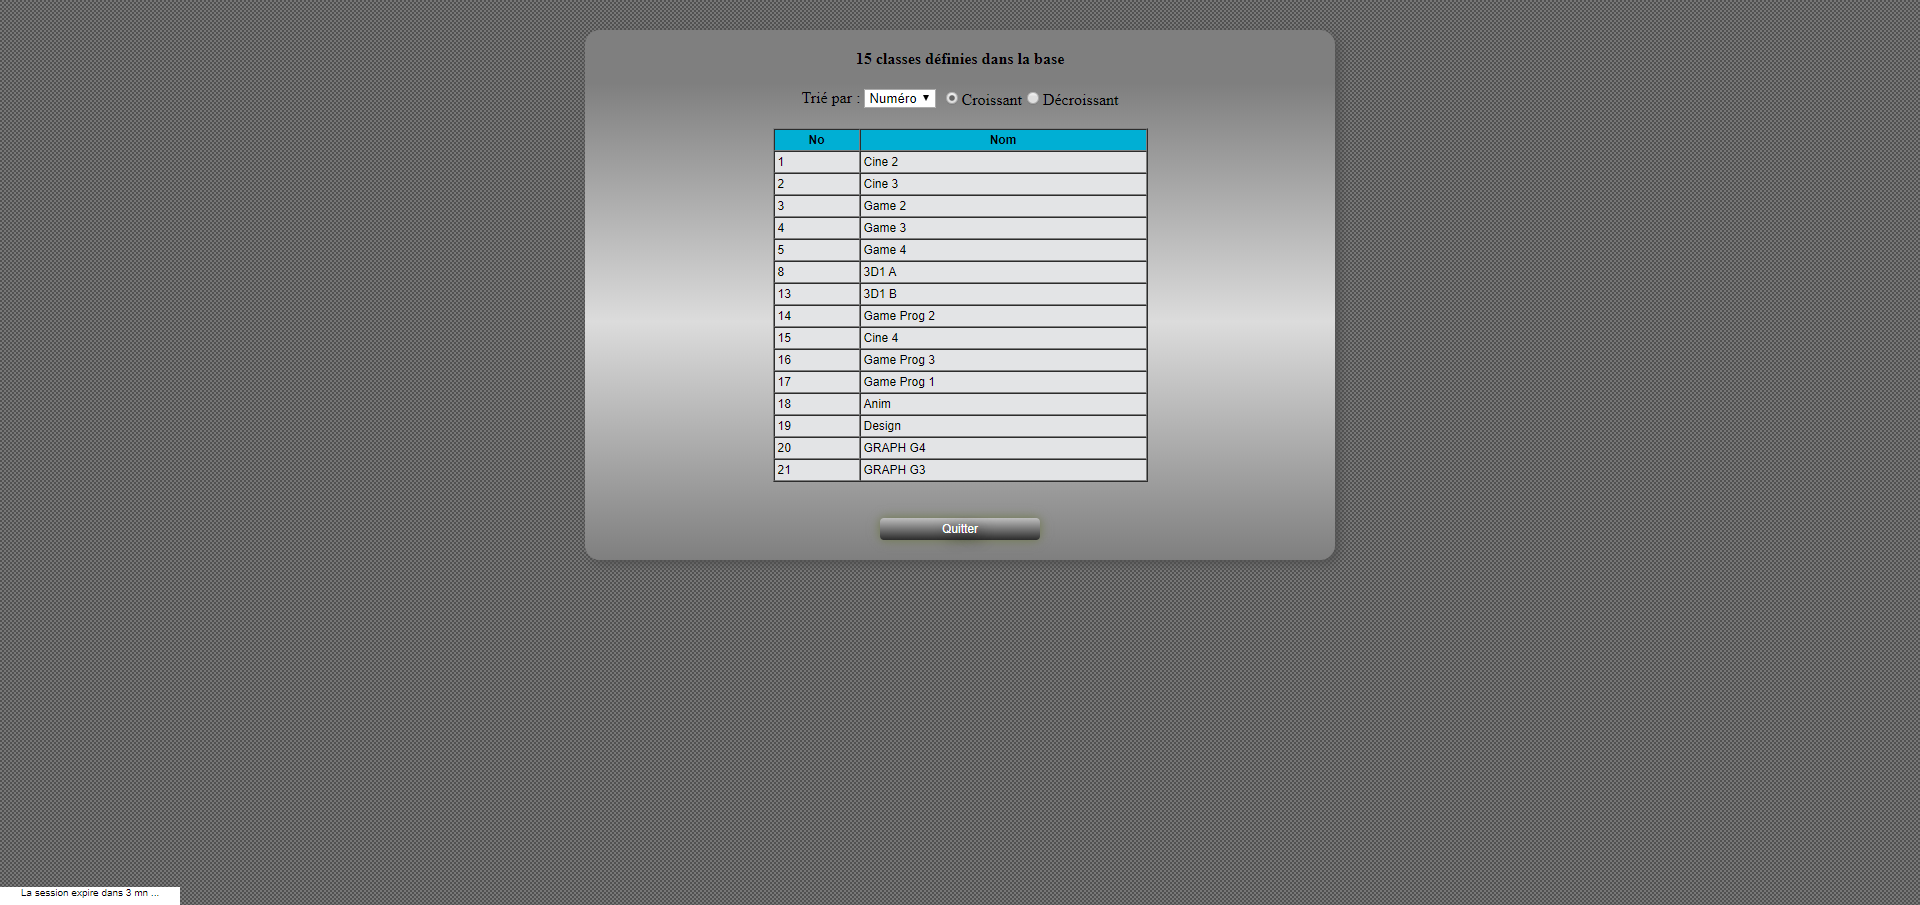 15 classes définies dans la base
Trié par : Numéro Croissant Décroissant
No Nom
1 Cine 2
2 Cine 3
3 Game 2
4 Game 3
5 Game 4
8 3D1 A
13 3D1 B
14 Game Prog 2
15 Cine 4
16 Game Prog 3
17 Game Prog 1
18 Anim
19 Design
20 GRAPH G4
21 GRAPH G3
Quitter
La session expire dans 3 mn ...